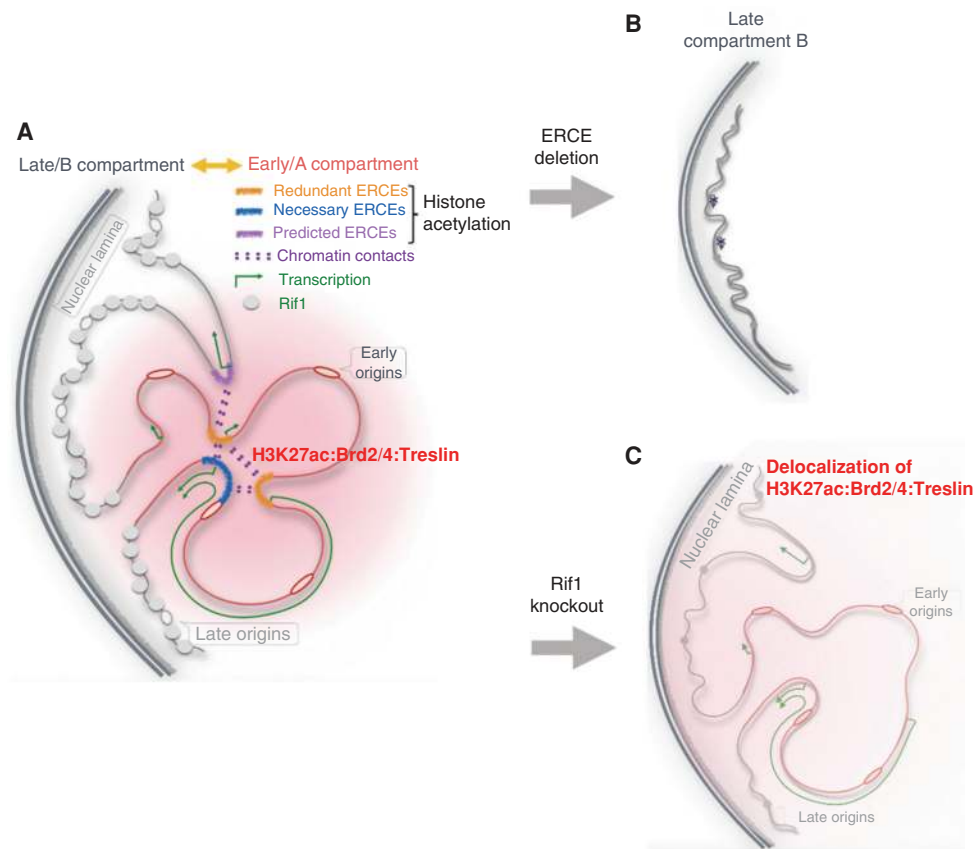 A
Late/B compartment
Early/A compartment
Redundant ERCEs
Necessary ERCEs
Predicted ERCEs
Histone
acetylation
Chromatin contacts
Transcription
Rif1
Nuclear lamina
Early
origins
H3K27ac:Brd2/4:Treslin
Late origins
ERCE
deletion
B
Late
compartment B
Rif1
knockout
C
Delocalization of
H3K27ac:Brd2/4:Treslin
Nuclear lamina
Early
origins
Late origins